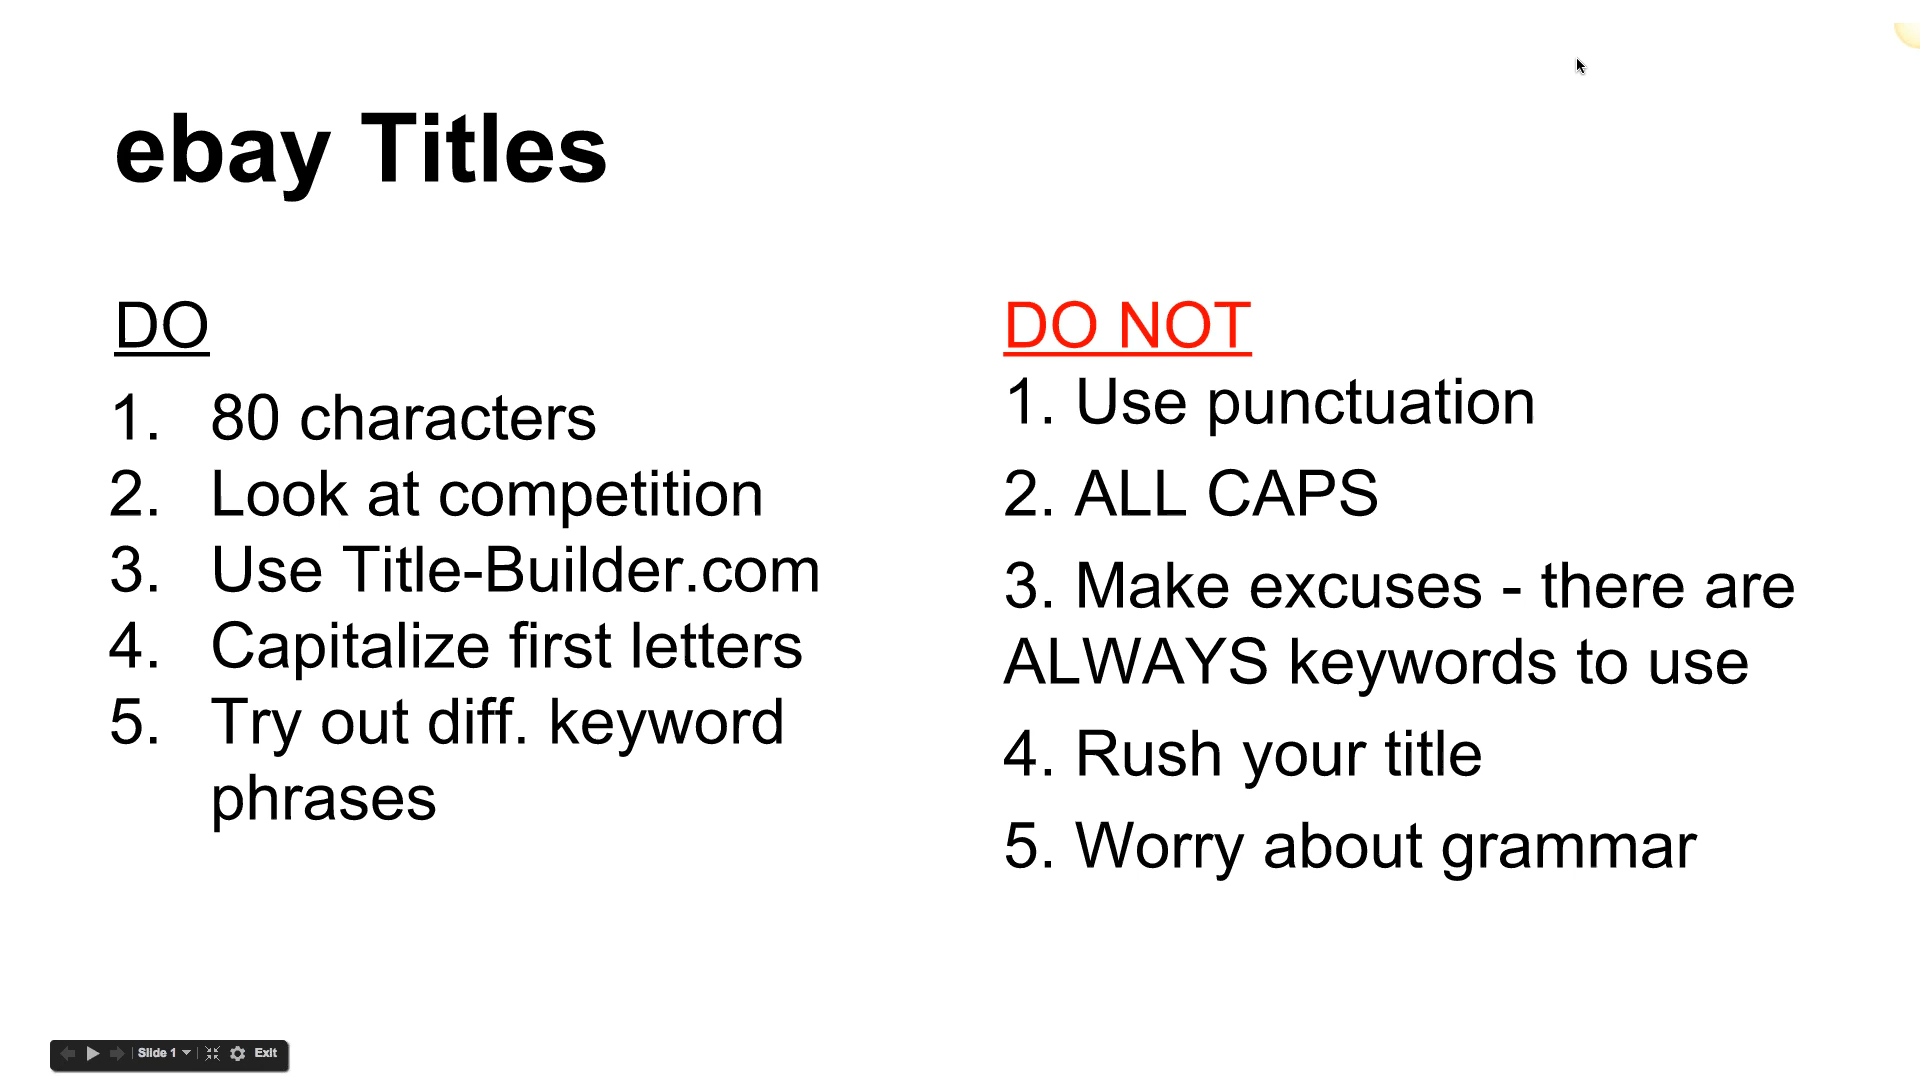 ebay Titles
DO
1. 80 characters
2. Look at competition
3. Use Title-Builder.com
4. Capitalize first letters
5. Try out diff. keyword
phrases
DO NOT
1. Use punctuation
2. ALL CAPS
3. Make excuses - there are
ALWAYS keywords to use
4. Rush your title
5. Worry about grammar
Slide 1 Exit